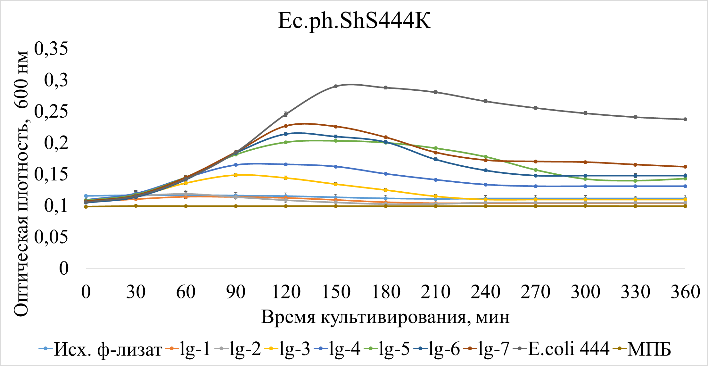 Ec.ph.ShS444K
Оптическая плотность, 600 нм
0,35
0,3
0,25
0,2
0,15
0,1
0,05
0
0 30 60 90 120 150 180 210 240 270 300 330 360
Время культивирования, мин
Исх. ф-лизат lg-1 lg-2 lg-3 lg-4 lg-5 lg-6 lg-7 E.coli 444 МПБ